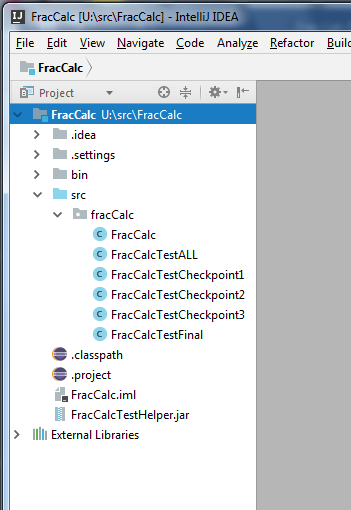 FracCalc [U:\src\FracCalc] - IntelliJ IDEA
File Edit View Navigate Code Analyze Refactor Buil
FracCalc
Project
FracCalc U:\src\FracCalc
.idea
.settings
bin
src
fracCalc
FracCalc
FracCalcTestALL
FracCalcTestCheckpoint1
FracCalcTestCheckpoint2
FracCalcTestCheckpoint3
FracCalcTestFinal
.classpath
.project
FracCalc.iml
FracCalcTestHelper.jar
External Libraries